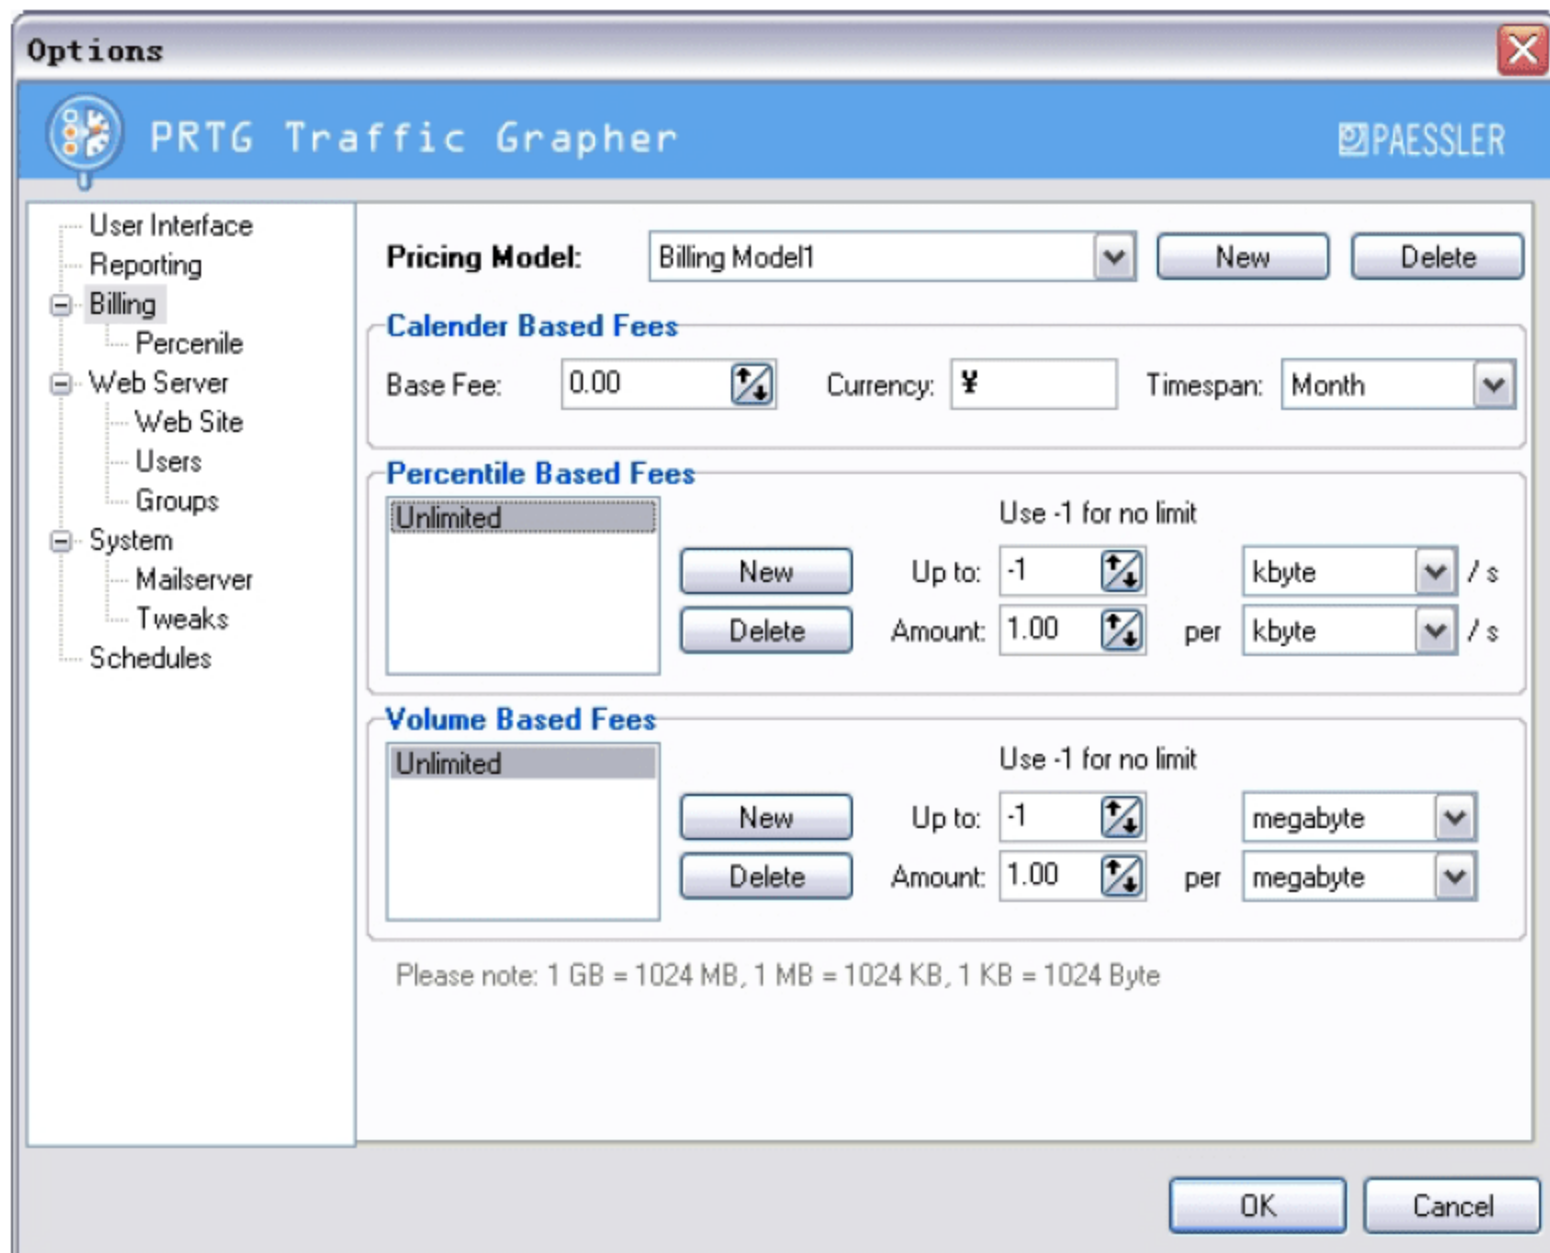 Options
PRTG Traffic Grapher
PAESSLER
User Interface
Reporting
Billing
Percenile
Web Server
Web Site
Users
Groups
System
Mailserver
Tweaks
Schedules
Pricing Model: Billing Model1 New Delete
Calender Based Fees
Base Fee: 0.00 Currency: ¥ Timespan: Month
Percentile Based Fees
Unlimited
Use -1 for no limit
New Up to: -1 kbyte / s
Delete Amount: 1.00 per kbyte / s
Volume Based Fees
Unlimited
Use -1 for no limit
New Up to: -1 megabyte
Delete Amount: 1.00 per megabyte
Please note: 1 GB = 1024 MB, 1 MB = 1024 KB, 1 KB = 1024 Byte
OK Cancel